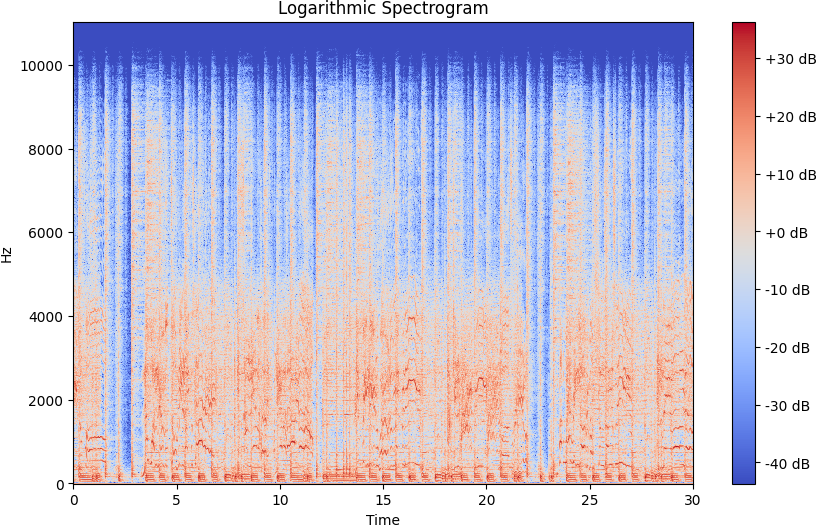 Logarithmic Spectrogram
Hz
10000
8000
6000
4000
2000
0
0 5 10 15 20 25 30
Time
+30 dB
+20 dB
+10 dB
+0 dB
-10 dB
-20 dB
-30 dB
-40 dB